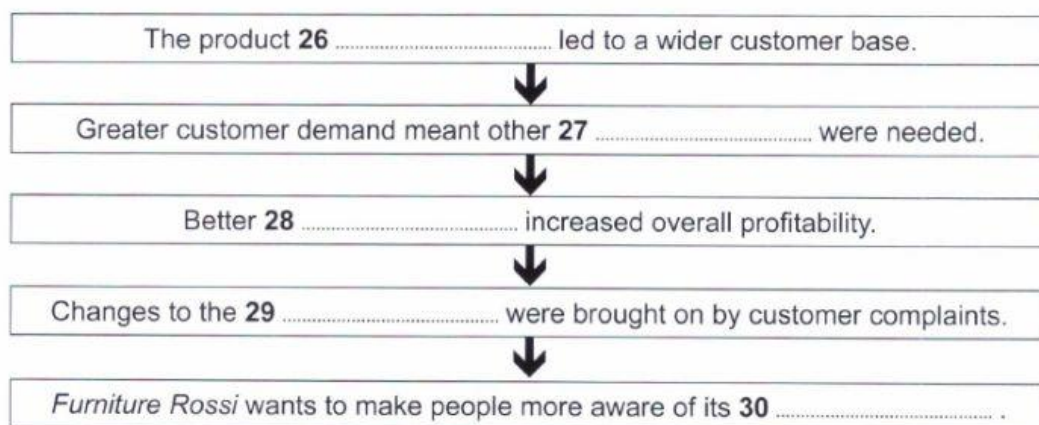 The product 26 ........................................ led to a wider customer base.
Greater customer demand meant other 27 ........................................ were needed.
Better 28 ........................................ increased overall profitability.
Changes to the 29 ........................................ were brought on by customer complaints.
Furniture Rossi wants to make people more aware of its 30 ........................................ .